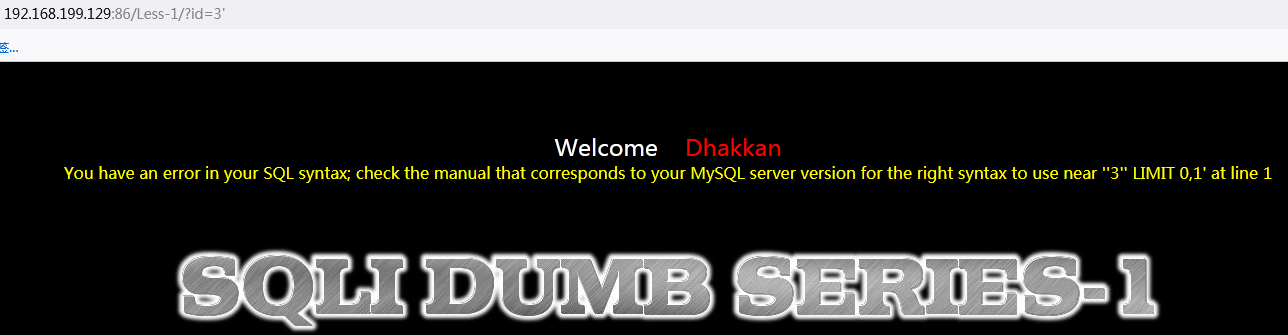 192.168.199.129:86/Less-1/?id=3'
签...
Welcome Dhakkan
You have an error in your SQL syntax; check the manual that corresponds to your MySQL server version for the right syntax to use near ''3'' LIMIT 0,1' at line 1
SQLI DUMB SERIES-1